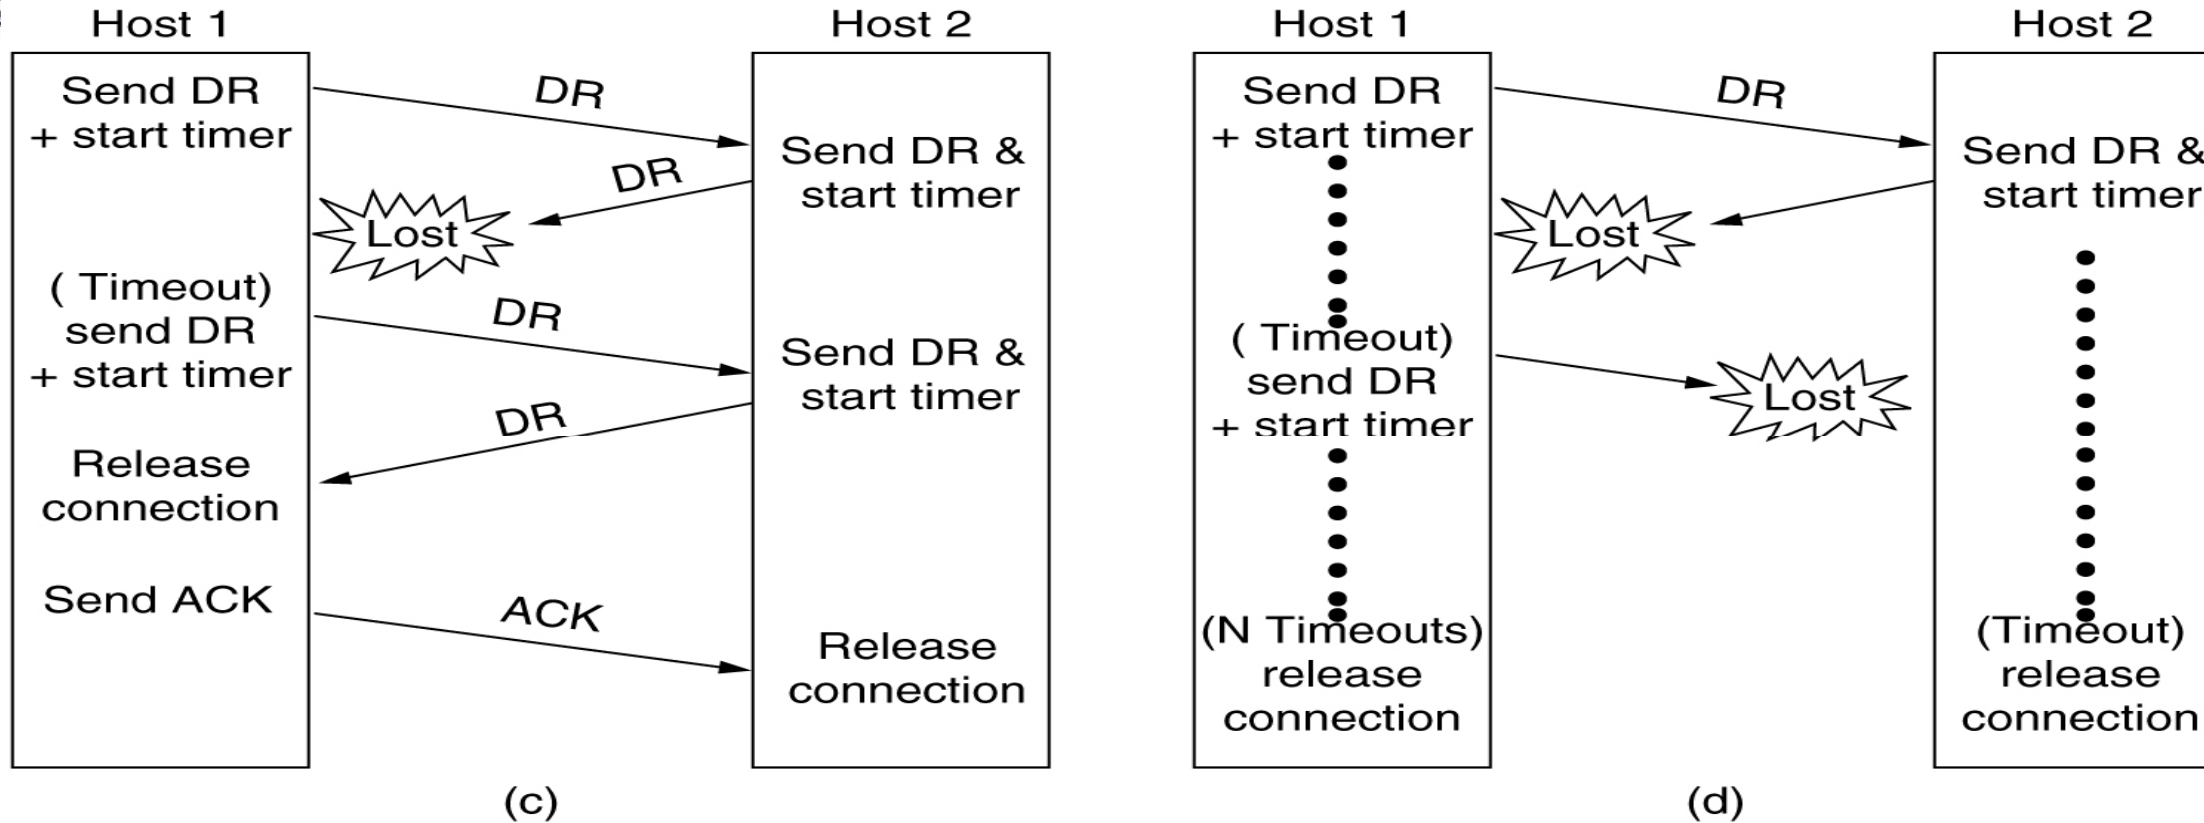 Host 1
Host 2
Send DR
+ start timer
DR
Send DR &
start timer
DR
Lost
( Timeout)
send DR
+ start timer
DR
Send DR &
start timer
DR
Release
connection
Send ACK
ACK
Release
connection
(c)
Host 1
Host 2
Send DR
+ start timer
DR
Send DR &
start timer
Lost
( Timeout)
send DR
+ start timer
Lost
(N Timeouts)
release
connection
(Timeout)
release
connection
(d)